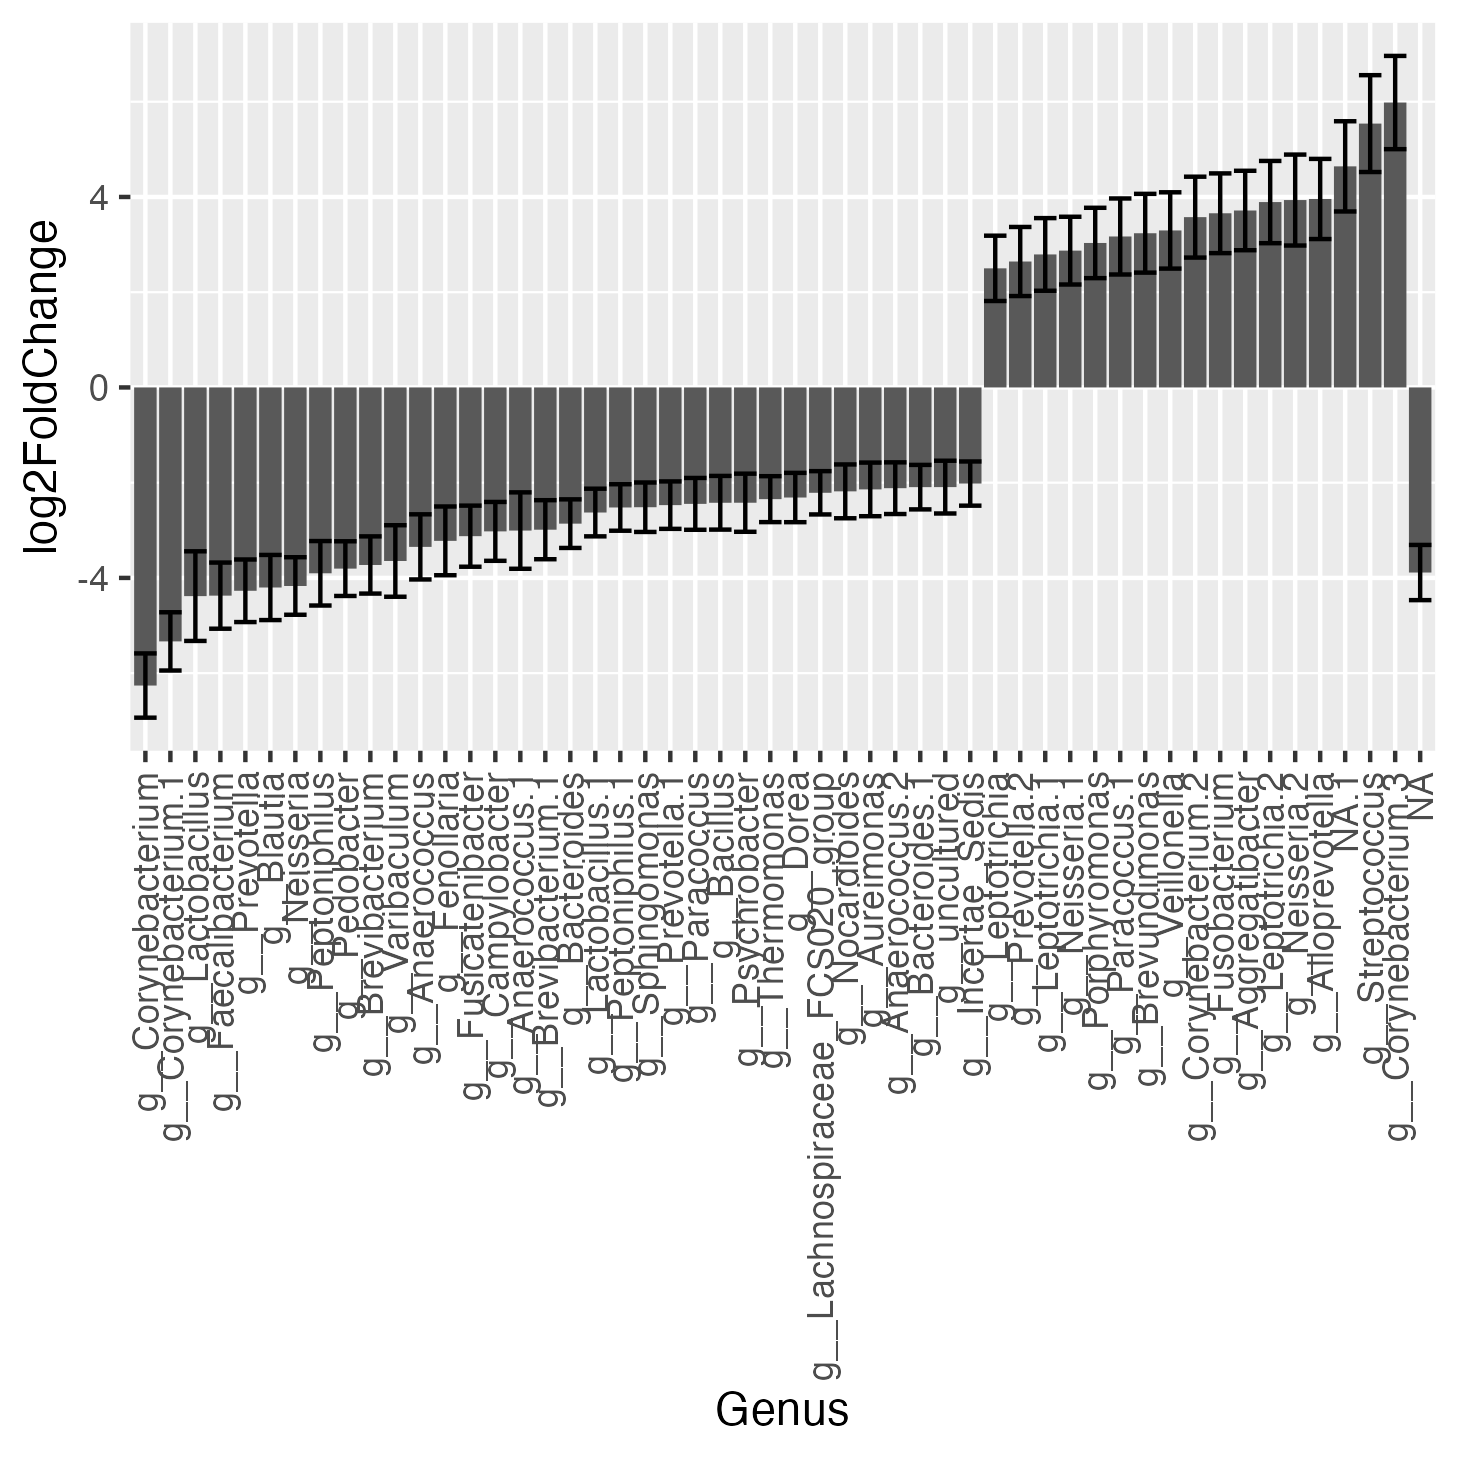 log2FoldChange
4
0
-4
g__Corynebacterium
g__Corynebacterium.1
g__Lactobacillus
g__Faecalibacterium
g__Prevotella
g__Blautia
g__Neisseria
g__Peptoniphilus
g__Pedobacter
g__Brevibacterium
g__Varibaculum
g__Anaerococcus
g__Fenollaria
g__Fusicatenibacter
g__Campylobacter
g__Anaerococcus.1
g__Brevibacterium.1
g__Bacteroides
g__Lactobacillus.1
g__Peptoniphilus.1
g__Sphingomonas
g__Prevotella.1
g__Paracoccus
g__Bacillus
g__Psychrobacter
g__Thermomonas
g__Dorea
g__Lachnospiraceae_FCS020_group
g__Nocardioides
g__Aureimonas
g__Anaerococcus.2
g__Bacteroides.1
g__uncultured
g__Incertae_Sedis
g__Leptotrichia
g__Prevotella.2
g__Leptotrichia.1
g__Neisseria.1
g__Porphyromonas
g__Paracoccus.1
g__Brevundimonas
g__Veillonella
g__Corynebacterium.2
g__Fusobacterium
g__Aggregatibacter
g__Leptotrichia.2
g__Neisseria.2
g__Alloprevotella
NA.1
g__Streptococcus
g__Corynebacterium.3
NA
Genus